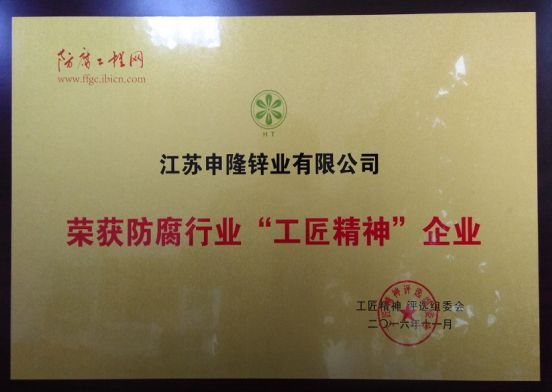 防腐工程网
www.ffgc.ibicn.com
HT
江苏申隆锌业有限公司
荣获防腐行业“工匠精神”企业
工匠精神 评选组委会
二〇一六年十一月